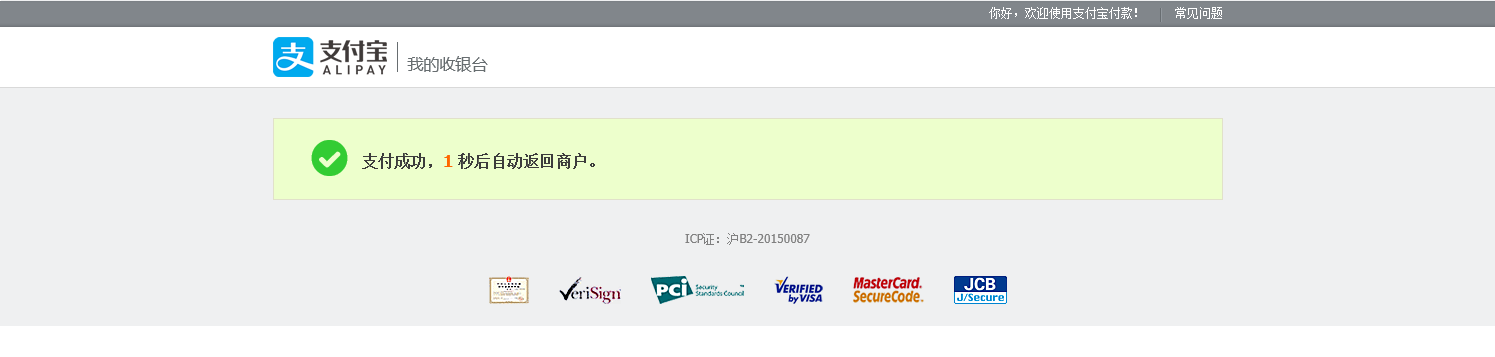 你好，欢迎使用支付宝付款！ 常见问题
支付宝 我的收银台
ALIPAY
支付成功，1 秒后自动返回商户。
ICP证：沪B2-20150087
VeriSign PCI Security Standards Council VERIFIED by VISA MasterCard. SecureCode. JCB J/Secure